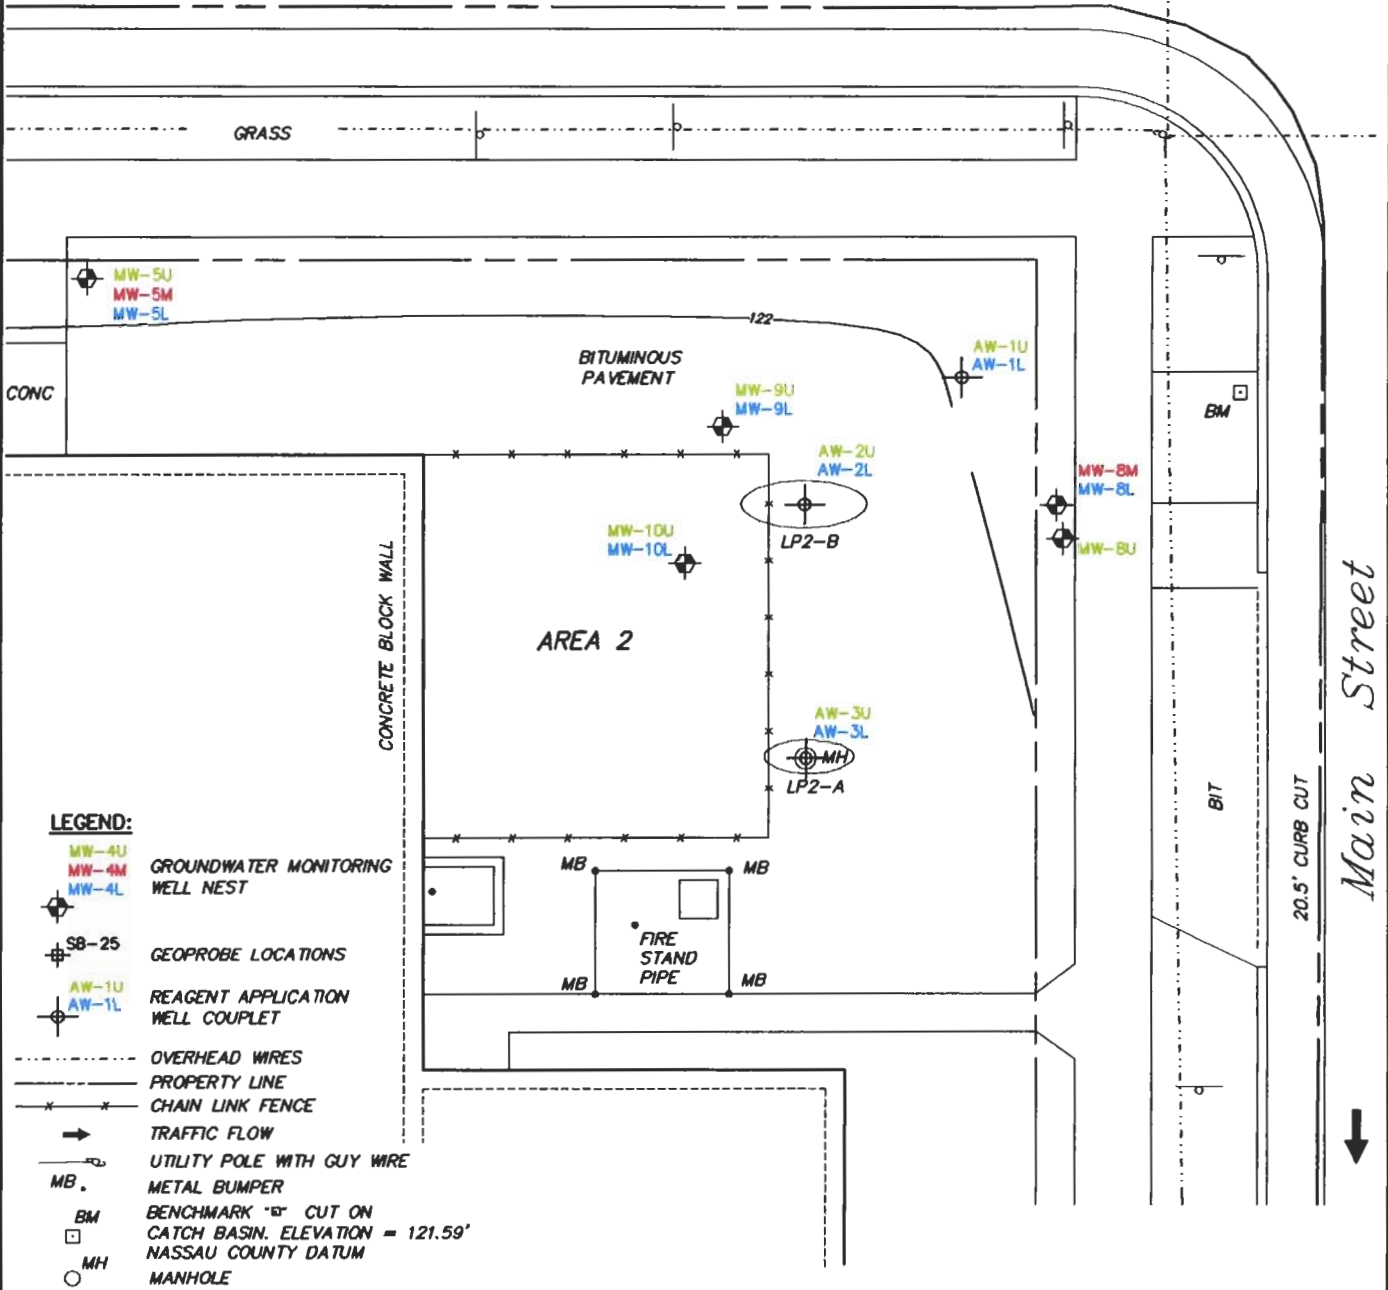 GRASS
MW-5U
MW-5M
MW-5L
122
BITUMINOUS
PAVEMENT
AW-1U
AW-1L
CONC
MW-9U
MW-9L
BM
AW-2U
AW-2L
MW-8M
MW-8L
LP2-B
MW-10U
MW-10L
MW-8U
CONCRETE BLOCK WALL
AREA 2
Main Street
AW-3U
AW-3L
MH
LP2-A
BIT
20.5' CURB CUT
MB
MB
FIRE
STAND
PIPE
MB
MB
LEGEND:
MW-4U
MW-4M
MW-4L
GROUNDWATER MONITORING
WELL NEST
SB-25
GEOPROBE LOCATIONS
AW-1U
AW-1L
REAGENT APPLICATION
WELL COUPLET
OVERHEAD WIRES
PROPERTY LINE
CHAIN LINK FENCE
TRAFFIC FLOW
UTILITY POLE WITH GUY WIRE
MB.
METAL BUMPER
BM
BENCHMARK "⊡" CUT ON
CATCH BASIN. ELEVATION = 121.59'
NASSAU COUNTY DATUM
MH
MANHOLE